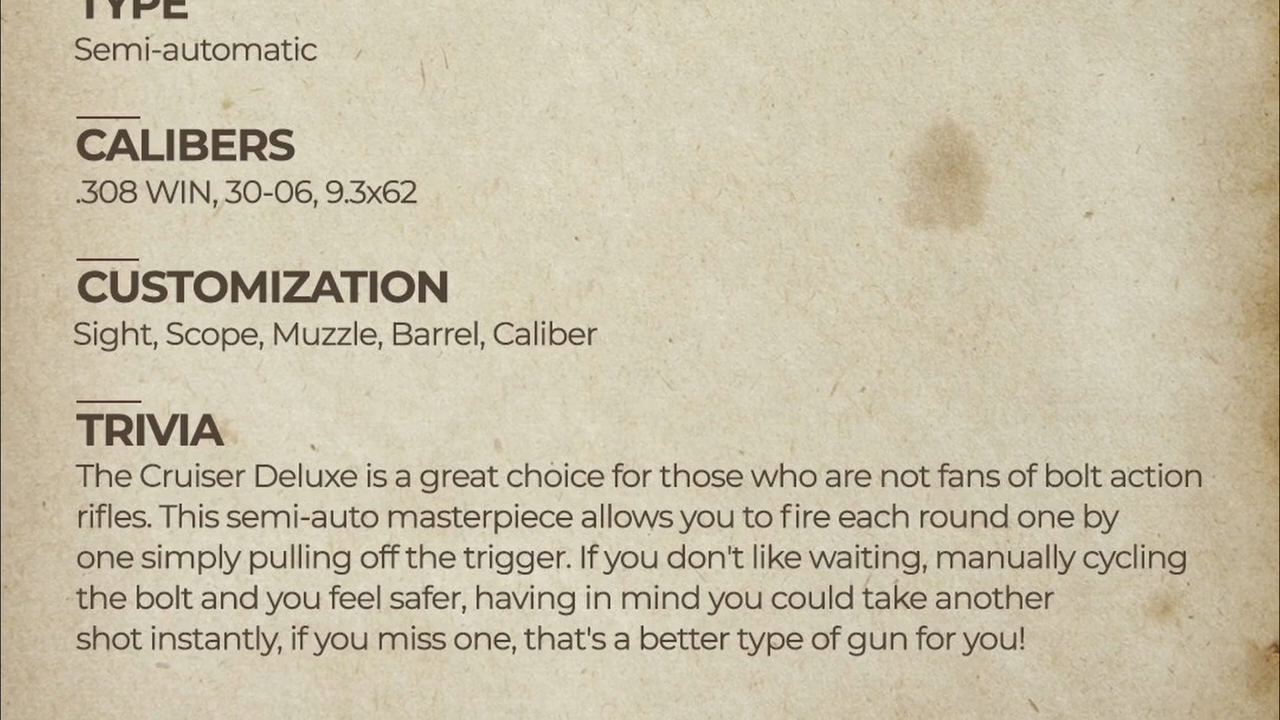 TYPE
Semi-automatic
CALIBERS
.308 WIN, 30-06, 9.3x62
CUSTOMIZATION
Sight, Scope, Muzzle, Barrel, Caliber
TRIVIA
The Cruiser Deluxe is a great choice for those who are not fans of bolt action
rifles. This semi-auto masterpiece allows you to fire each round one by
one simply pulling off the trigger. If you don't like waiting, manually cycling
the bolt and you feel safer, having in mind you could take another
shot instantly, if you miss one, that's a better type of gun for you!